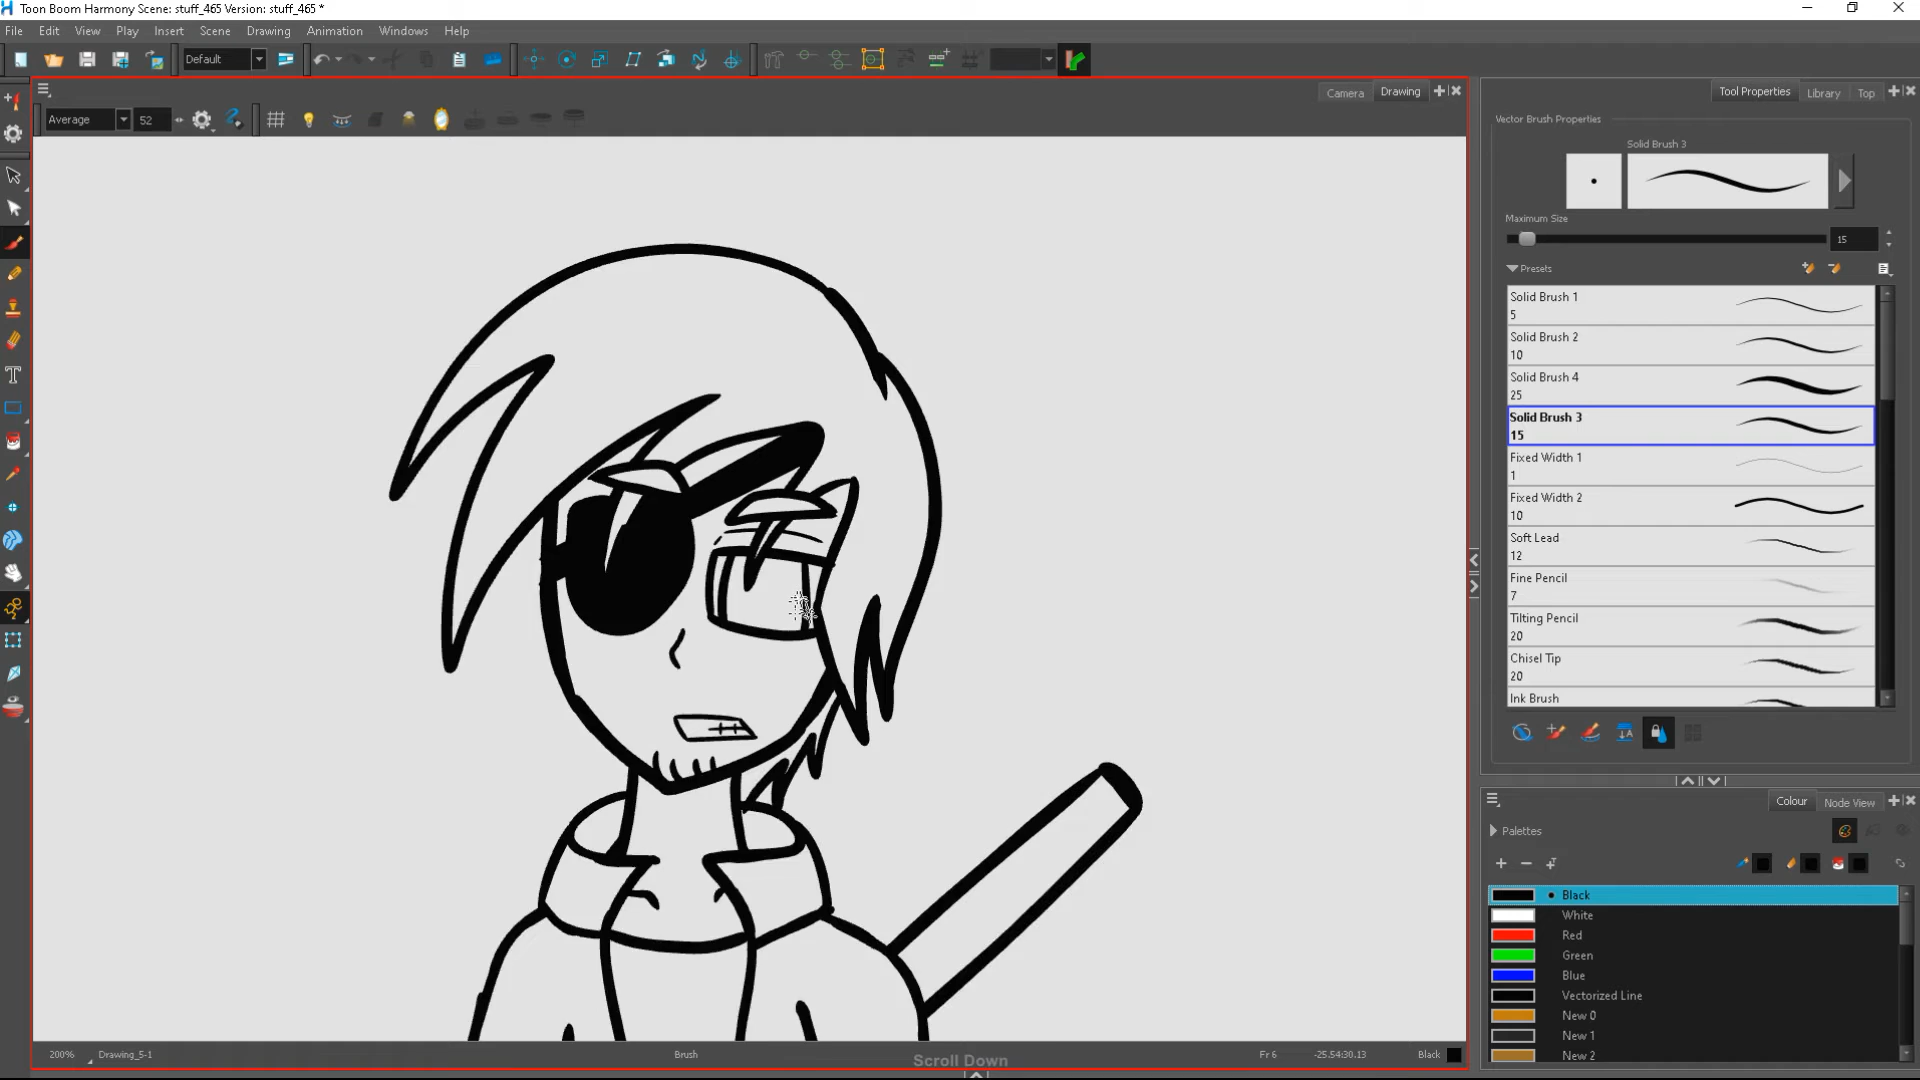 Toon Boom Harmony Scene: stuff_465 Version: stuff_465 *
File Edit View Play Insert Scene Drawing Animation Windows Help
Default
Camera Drawing
Average 52
Tool Properties Library Top
Vector Brush Properties
Solid Brush 3
Maximum Size
15
Presets
Solid Brush 1
5
Solid Brush 2
10
Solid Brush 4
25
Solid Brush 3
15
Fixed Width 1
1
Fixed Width 2
10
Soft Lead
12
Fine Pencil
7
Tilting Pencil
20
Chisel Tip
20
Ink Brush
Colour Node View
Palettes
Black
White
Red
Green
Blue
Vectorized Line
New 0
New 1
New 2
200% Drawing_5-1 Brush Scroll Down Fr 6 -25.54:30.13 Black